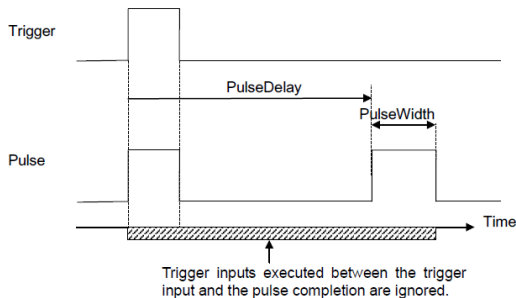 Trigger
PulseDelay
PulseWidth
Pulse
Time
Trigger inputs executed between the trigger
input and the pulse completion are ignored.